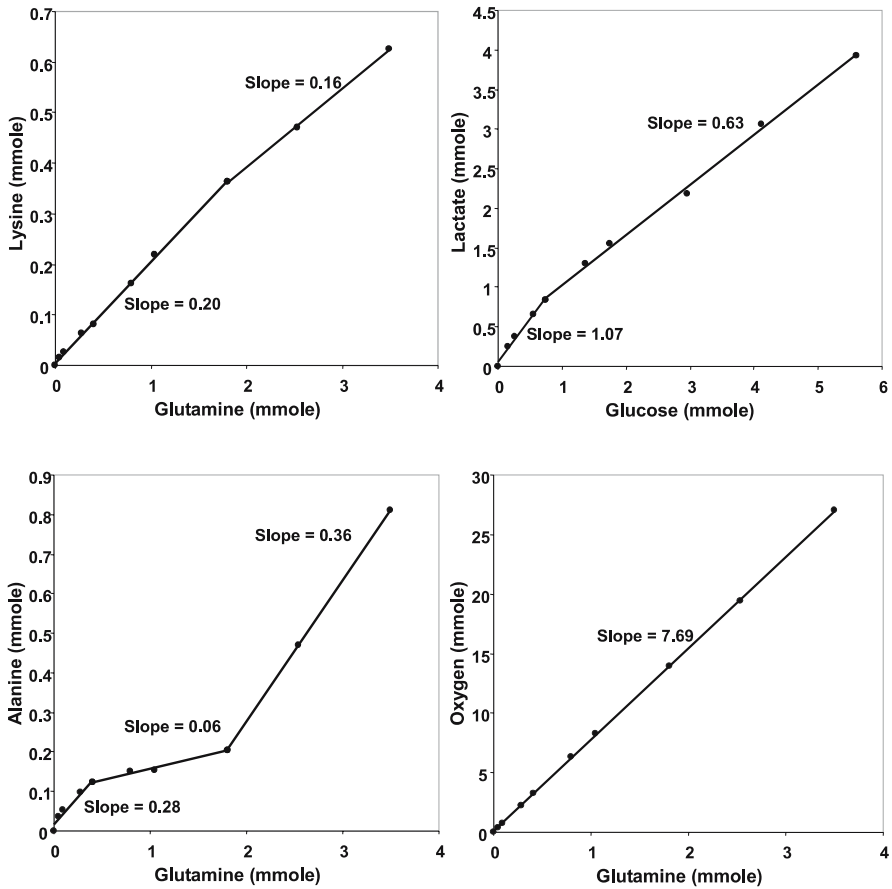 0.7
0.6
0.5
0.4
0.3
0.2
0.1
0
Lysine (mmole)
Slope = 0.16
Slope = 0.20
0 1 2 3 4
Glutamine (mmole)
4.5
4
3.5
3
2.5
2
1.5
1
0.5
0
Lactate (mmole)
Slope = 0.63
Slope = 1.07
0 1 2 3 4 5 6
Glucose (mmole)
0.9
0.8
0.7
0.6
0.5
0.4
0.3
0.2
0.1
0
Alanine (mmole)
Slope = 0.36
Slope = 0.06
Slope = 0.28
0 1 2 3 4
Glutamine (mmole)
30
25
20
15
10
5
0
Oxygen (mmole)
Slope = 7.69
0 1 2 3 4
Glutamine (mmole)